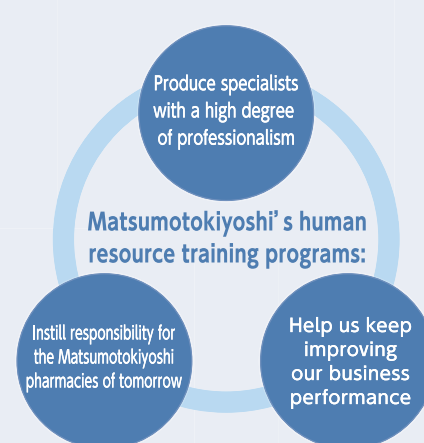 Produce specialists
with a high degree
of professionalism
Matsumotokiyoshi’s human
resource training programs:
Instill responsibility for
the Matsumotokiyoshi
pharmacies of tomorrow
Help us keep
improving
our business
performance